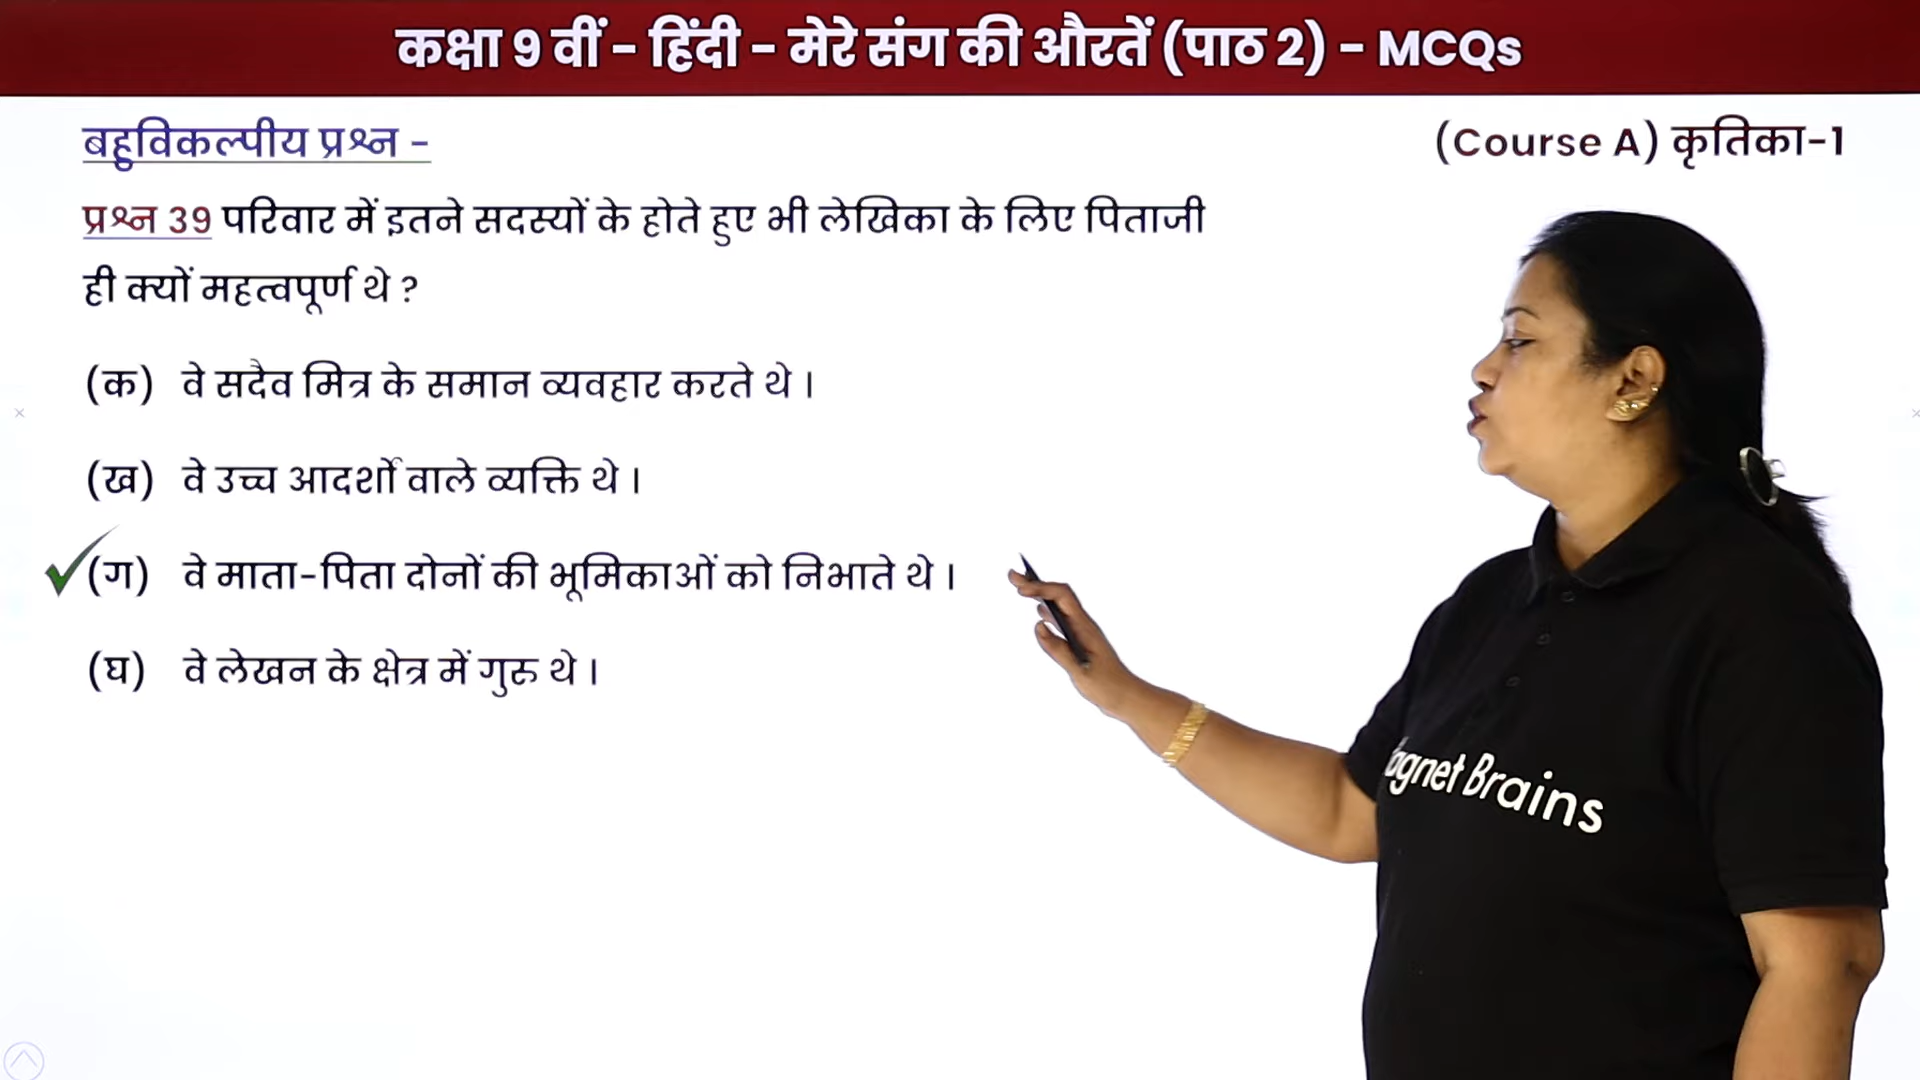 कक्षा 9 वीं - हिंदी - मेरे संग की औरतें (पाठ 2) - MCQs
बहुविकल्पीय प्रश्न -
(Course A) कृतिका-1
प्रश्न 39 परिवार में इतने सदस्यों के होते हुए भी लेखिका के लिए पिताजी
ही क्यों महत्वपूर्ण थे ?
(क) वे सदैव मित्र के समान व्यवहार करते थे ।
(ख) वे उच्च आदर्शों वाले व्यक्ति थे ।
(ग) वे माता-पिता दोनों की भूमिकाओं को निभाते थे ।
(घ) वे लेखन के क्षेत्र में गुरु थे ।
agnet Brains